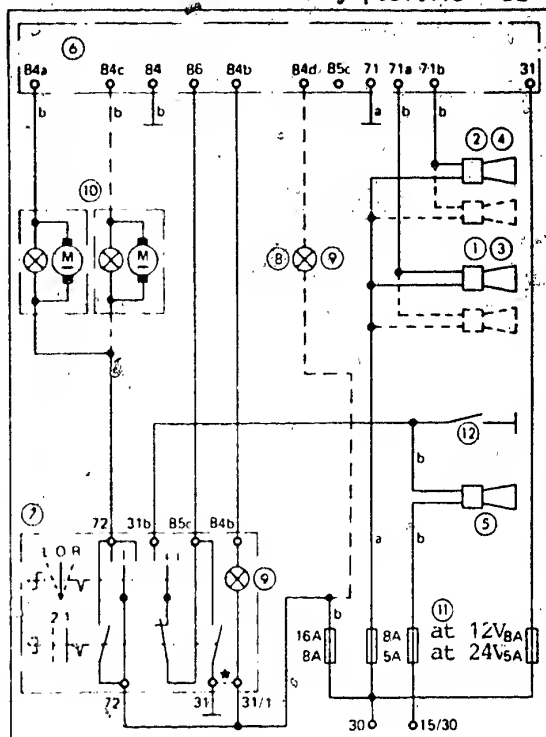 6
84a 84c 84 86 84b 84d 85c 71 71a 71b 31
b b b b a b b
2 4
10
M M
8 9
1 3
12
b
5
7
72 31b 85c 84b
a b
L O R
9
b
11
2 1
16A 8A at 12V 8A
8A 5A at 24V 5A
72 31 31/1
30 15/30